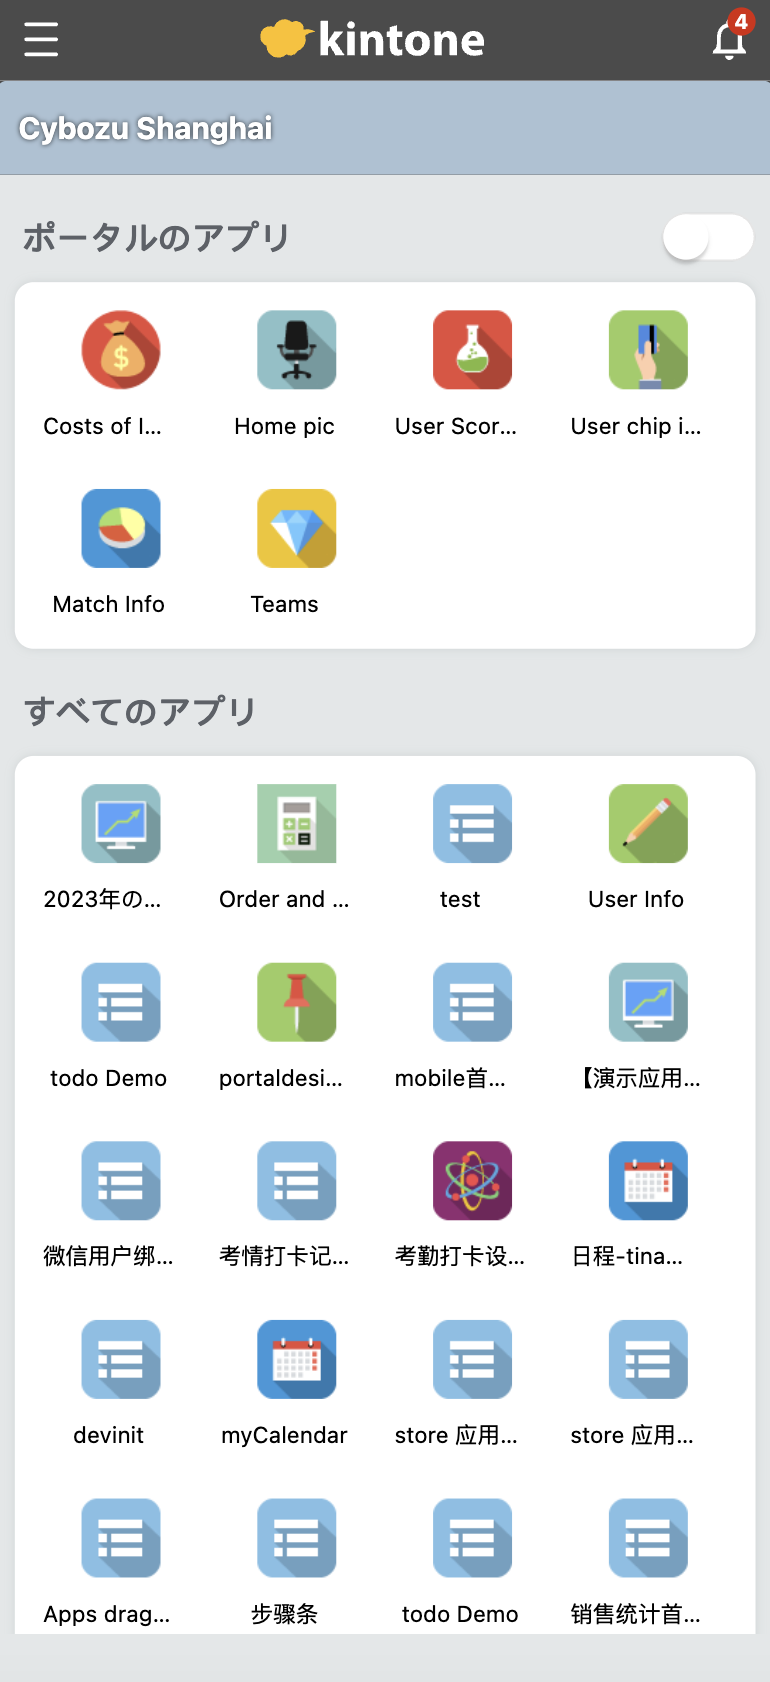 kintone
4
Cybozu Shanghai
ポータルのアプリ
Costs of I...
Home pic
User Scor...
User chip i...
Match Info
Teams
すべてのアプリ
2023年の...
Order and ...
test
User Info
todo Demo
portaldesi...
mobile首...
【演示应用...
微信用户绑...
考情打卡记...
考勤打卡设...
日程-tina...
devinit
myCalendar
store 应用...
store 应用...
Apps drag...
步骤条
todo Demo
销售统计首...